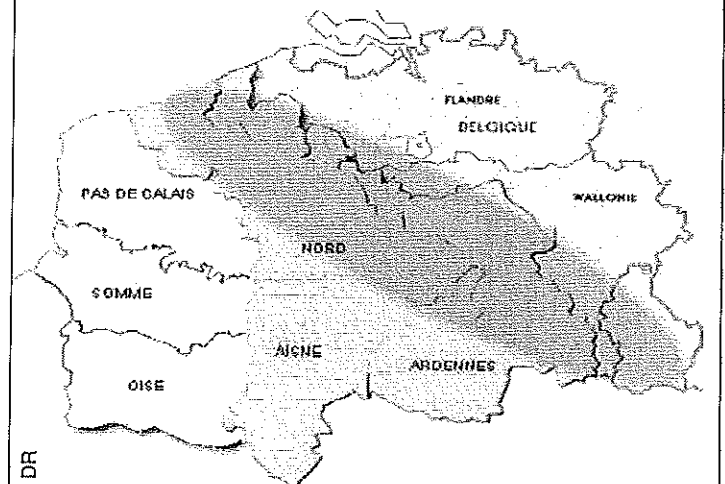 FLANDRE
BELGIQUE
PAS DE CALAIS
WALLONIE
NORD
SOMME
AISNE
ARDENNES
OISE
DR